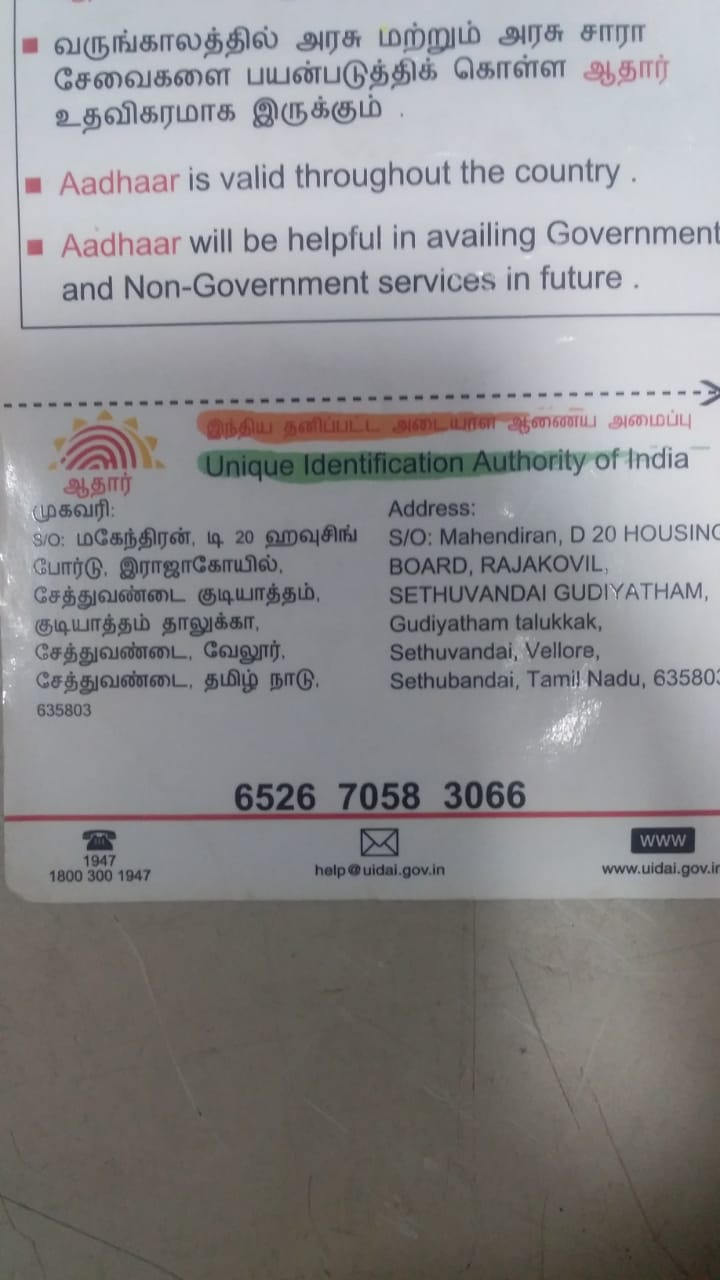 வருங்காலத்தில் அரசு மற்றும் அரசு சாரா
சேவைகளை பயன்படுத்திக் கொள்ள ஆதார்
உதவிகரமாக இருக்கும் .
Aadhaar is valid throughout the country .
Aadhaar will be helpful in availing Government
and Non-Government services in future .
இந்திய தனிப்பட்ட அடையாள ஆணைய அமைப்பு
Unique Identification Authority of India
ஆதார்
முகவரி:
S/O: மகேந்திரன், டி 20 ஹவுசிங்
போர்டு, இராஜாகோயில்,
சேத்துவண்டை குடியாத்தம்,
குடியாத்தம் தாலுக்கா,
சேத்துவண்டை, வேலூர்,
சேத்துவண்டை, தமிழ் நாடு,
635803
Address:
S/O: Mahendiran, D 20 HOUSING
BOARD, RAJAKOVIL,
SETHUVANDAI GUDIYATHAM,
Gudiyatham talukkak,
Sethuvandai, Vellore,
Sethubandai, Tamil Nadu, 635803
6526 7058 3066
1947
1800 300 1947
help@uidai.gov.in
WWW
www.uidai.gov.in